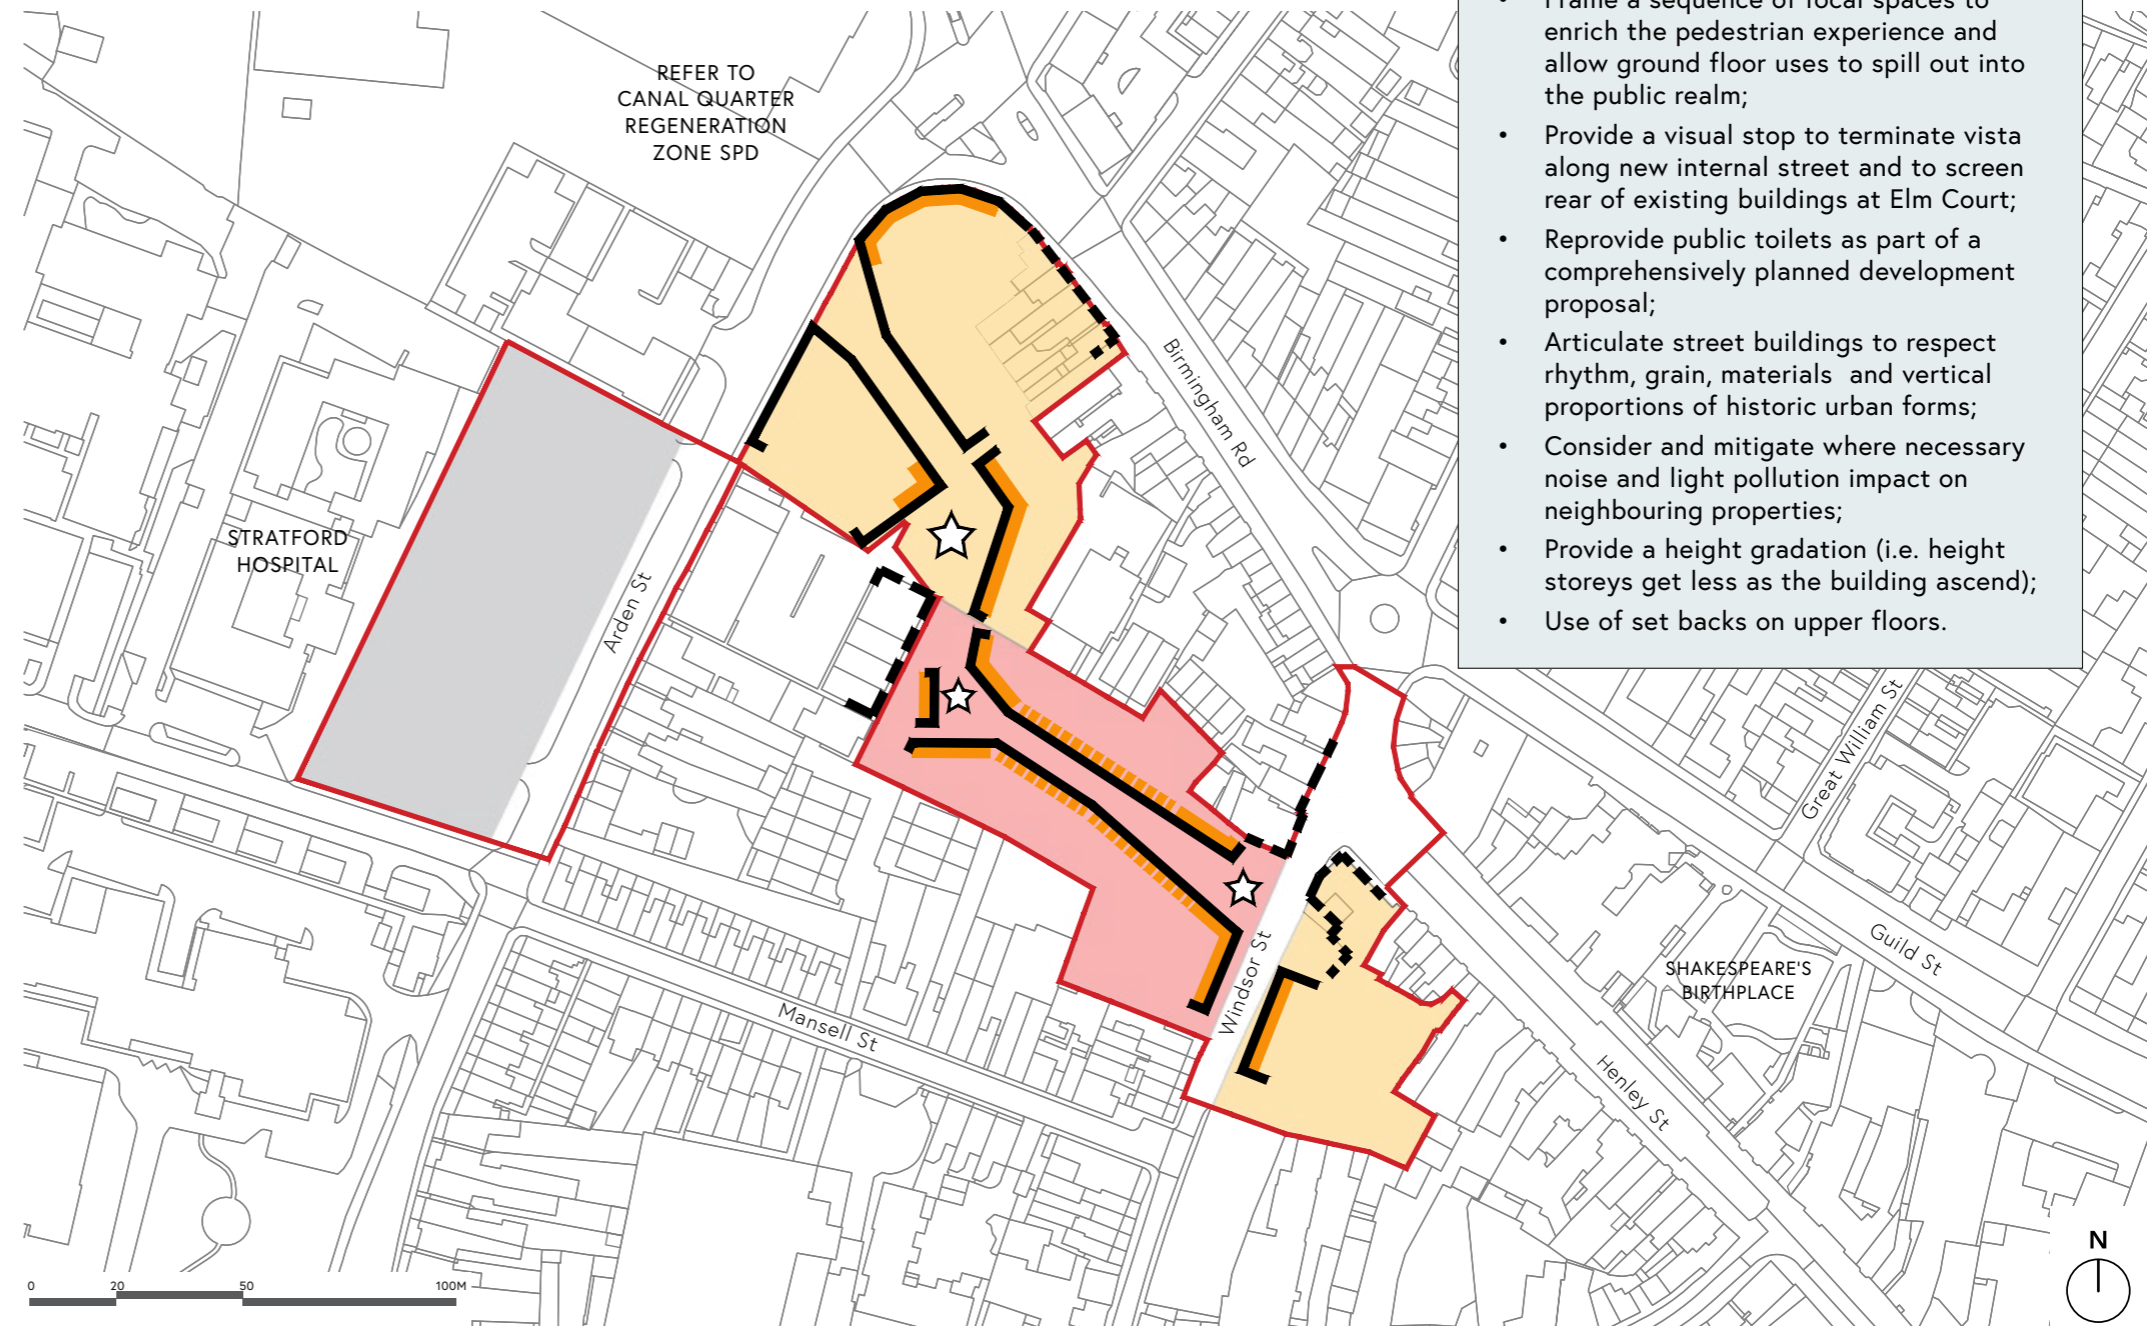 • Frame a sequence of focal spaces to
enrich the pedestrian experience and
allow ground floor uses to spill out into
the public realm;
• Provide a visual stop to terminate vista
along new internal street and to screen
rear of existing buildings at Elm Court;
• Reprovide public toilets as part of a
comprehensively planned development
proposal;
• Articulate street buildings to respect
rhythm, grain, materials and vertical
proportions of historic urban forms;
• Consider and mitigate where necessary
noise and light pollution impact on
neighbouring properties;
• Provide a height gradation (i.e. height
storeys get less as the building ascend);
• Use of set backs on upper floors.
REFER TO
CANAL QUARTER
REGENERATION
ZONE SPD
Birmingham Rd
STRATFORD
HOSPITAL
Arden St
Great William St
Guild St
SHAKESPEARE'S
BIRTHPLACE
Windsor St
Mansell St
Henley St
N
0 20 50 100M